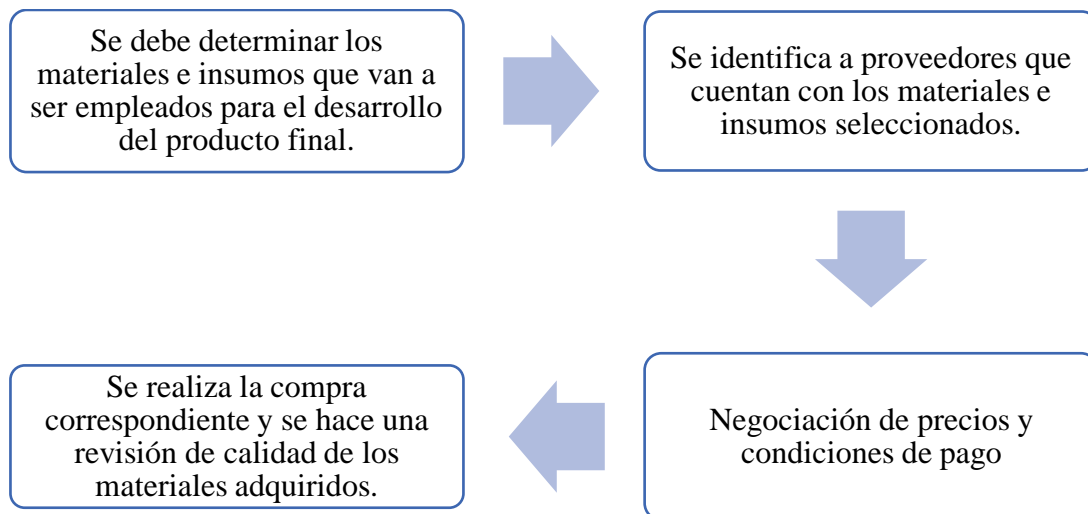 Se debe determinar los
materiales e insumos que van a
ser empleados para el desarrollo
del producto final.
Se identifica a proveedores que
cuentan con los materiales e
insumos seleccionados.
Negociación de precios y
condiciones de pago
Se realiza la compra
correspondiente y se hace una
revisión de calidad de los
materiales adquiridos.